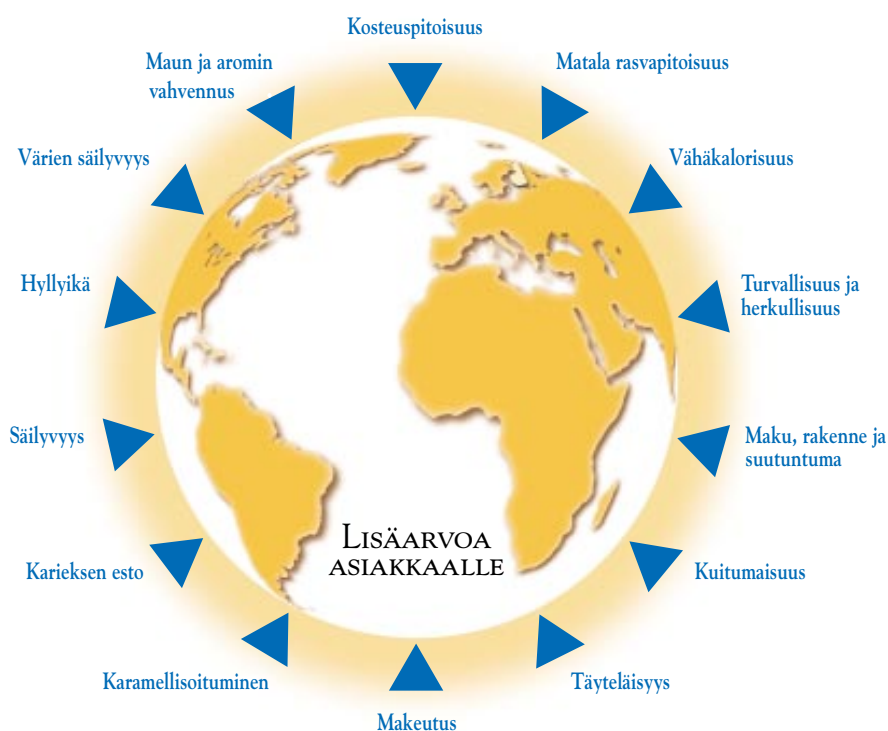 Kosteuspitoisuus
Maun ja aromin
vahvennus
Matala rasvapitoisuus
Värien säilyvyys
Vähäkalorisuus
Hyllyikä
Turvallisuus ja
herkullisuus
Säilyvyys
Maku, rakenne ja
suutuntuma
Lisäarvoa
asiakkaalle
Karieksen esto
Kuitumaisuus
Karamellisoituminen
Täyteläisyys
Makeutus